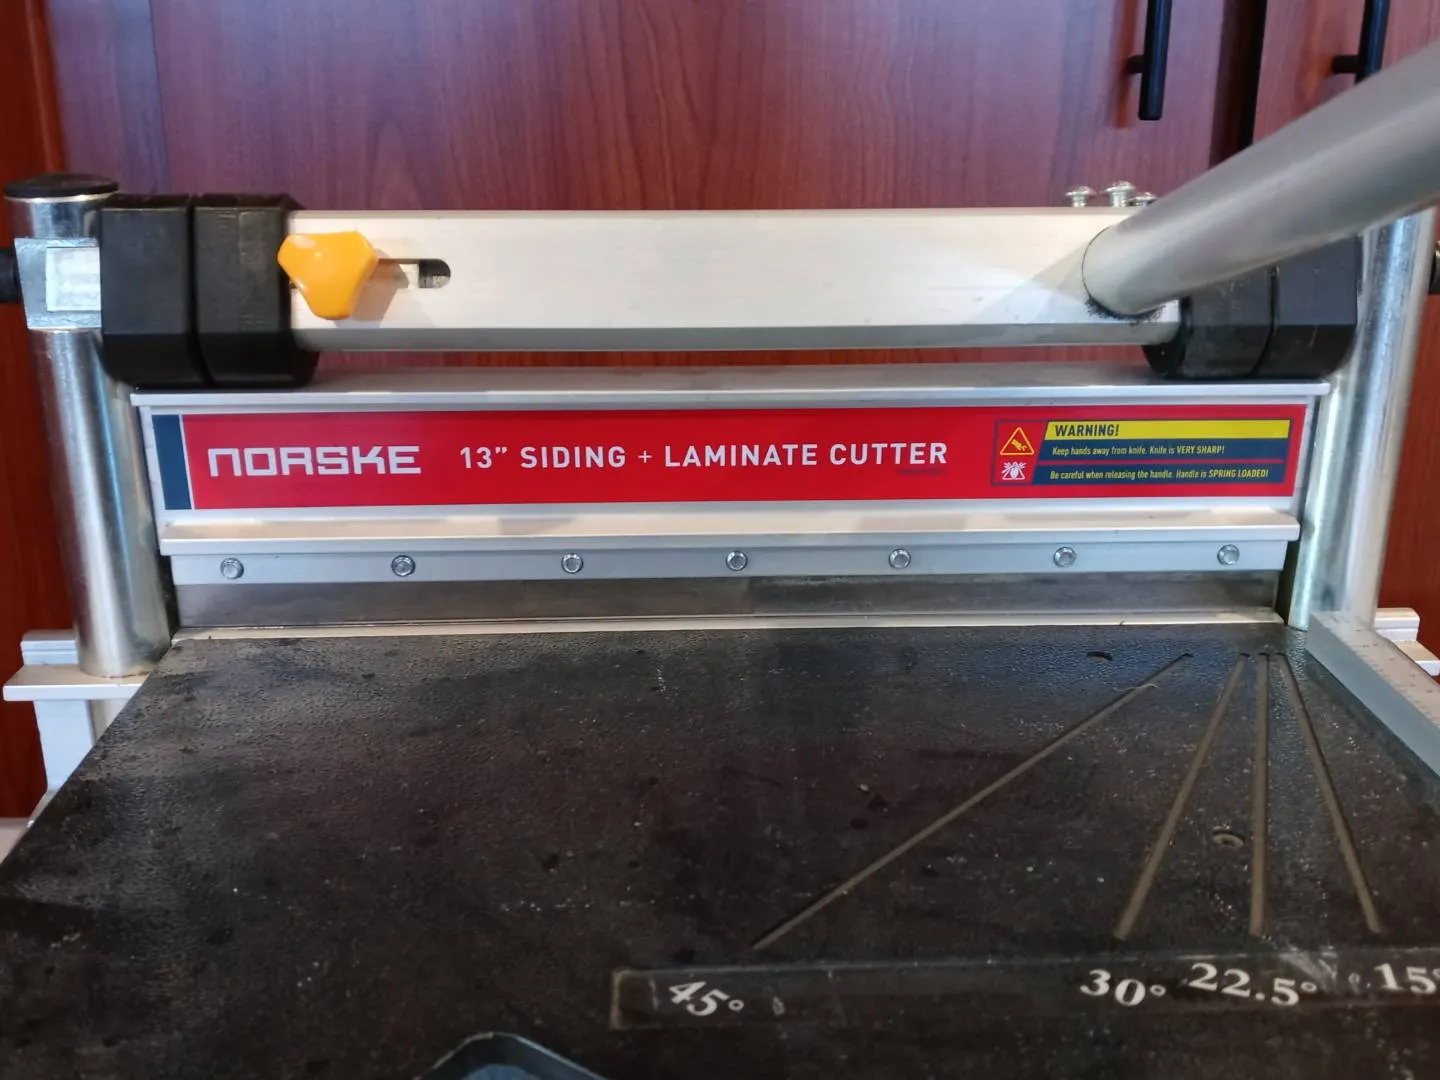 NORSKE 13” SIDING + LAMINATE CUTTER
WARNING!
Keep hands away from knife. Knife is VERY SHARP!
Be careful when releasing the handle. Handle is SPRING LOADED!
45° 30° 22.5° 15°